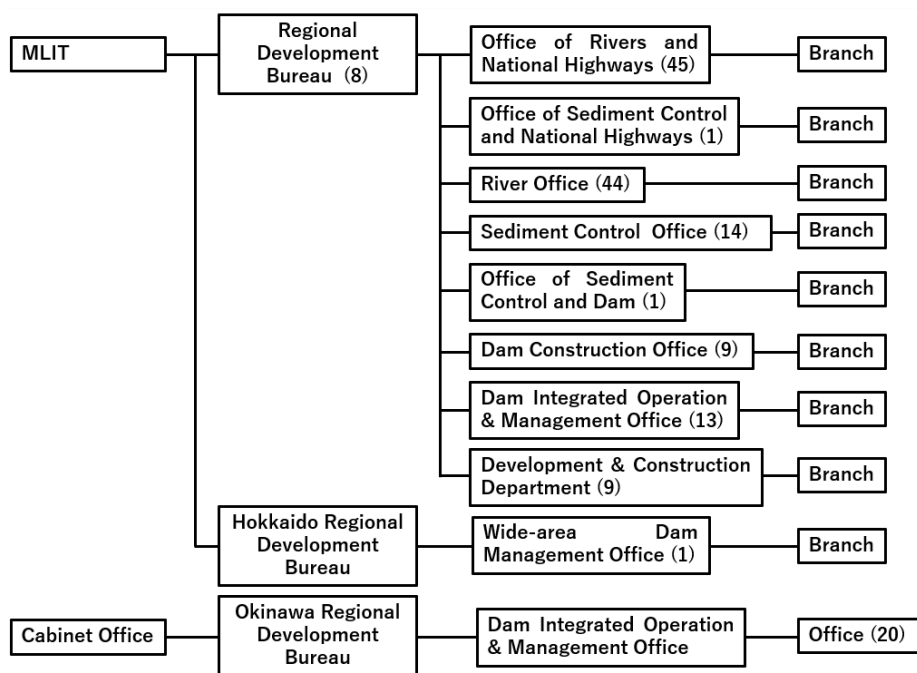 MLIT
Regional
Development
Bureau (8)
Office of Rivers and
National Highways (45)
Branch
Office of Sediment Control
and National Highways (1)
Branch
River Office (44)
Branch
Sediment Control Office (14)
Branch
Office of Sediment
Control and Dam (1)
Branch
Dam Construction Office (9)
Branch
Dam Integrated Operation
& Management Office (13)
Branch
Development & Construction
Department (9)
Branch
Hokkaido Regional
Development
Bureau
Wide-area Dam
Management Office (1)
Branch
Cabinet Office
Okinawa Regional
Development
Bureau
Dam Integrated Operation
& Management Office
Office (20)